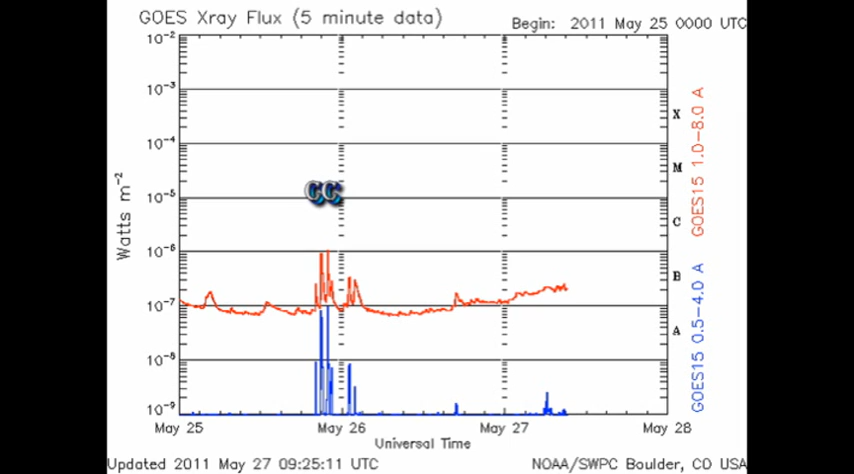 GOES Xray Flux (5 minute data)
Begin: 2011 May 25 0000 UTC
10-2
10-3
10-4
10-5
10-6
10-7
10-8
10-9
Watts m-2
CC
X
M
C
B
A
GOES15 1.0-8.0 A
GOES15 0.5-4.0 A
May 25
May 26
May 27
May 28
Universal Time
Updated 2011 May 27 09:25:11 UTC
NOAA/SWPC Boulder, CO USA